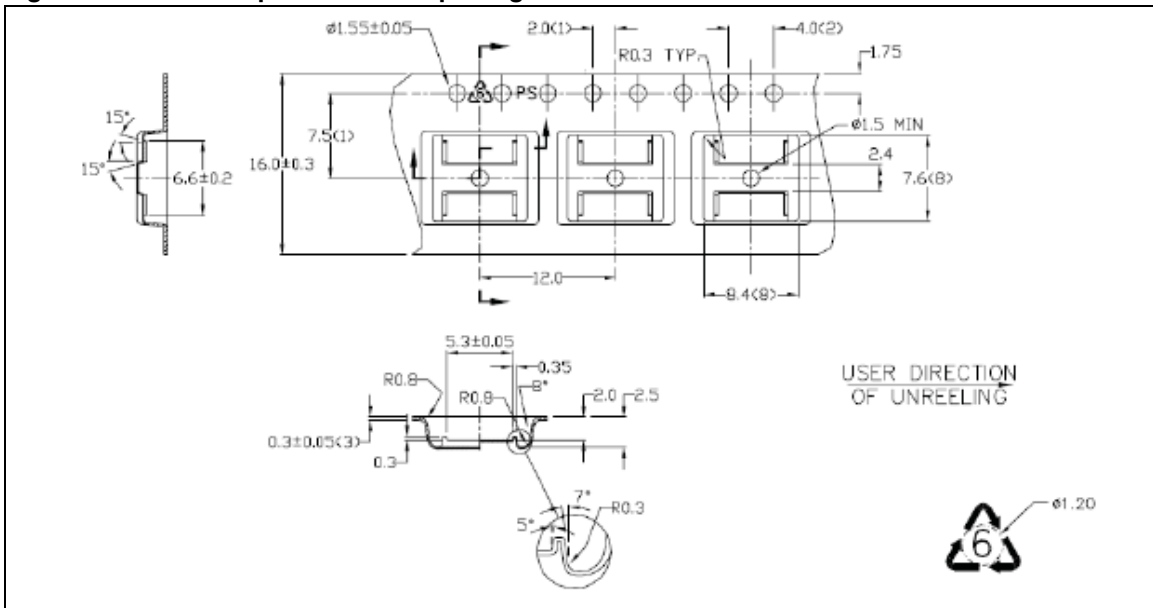 ø1.55±0.05
2.0(1)
4.0(2)
R0.3 TYP.
1.75
PS
15°
7.5(1)
ø1.5 MIN
15°
16.0±0.3
6.6±0.2
2.4
7.6(8)
12.0
8.4(8)
5.3±0.05
0.35
R0.8
8°
R0.8
2.0
2.5
USER DIRECTION
OF UNREELING
0.3±0.05(3)
0.3
7°
R0.3
5°
ø1.20
6